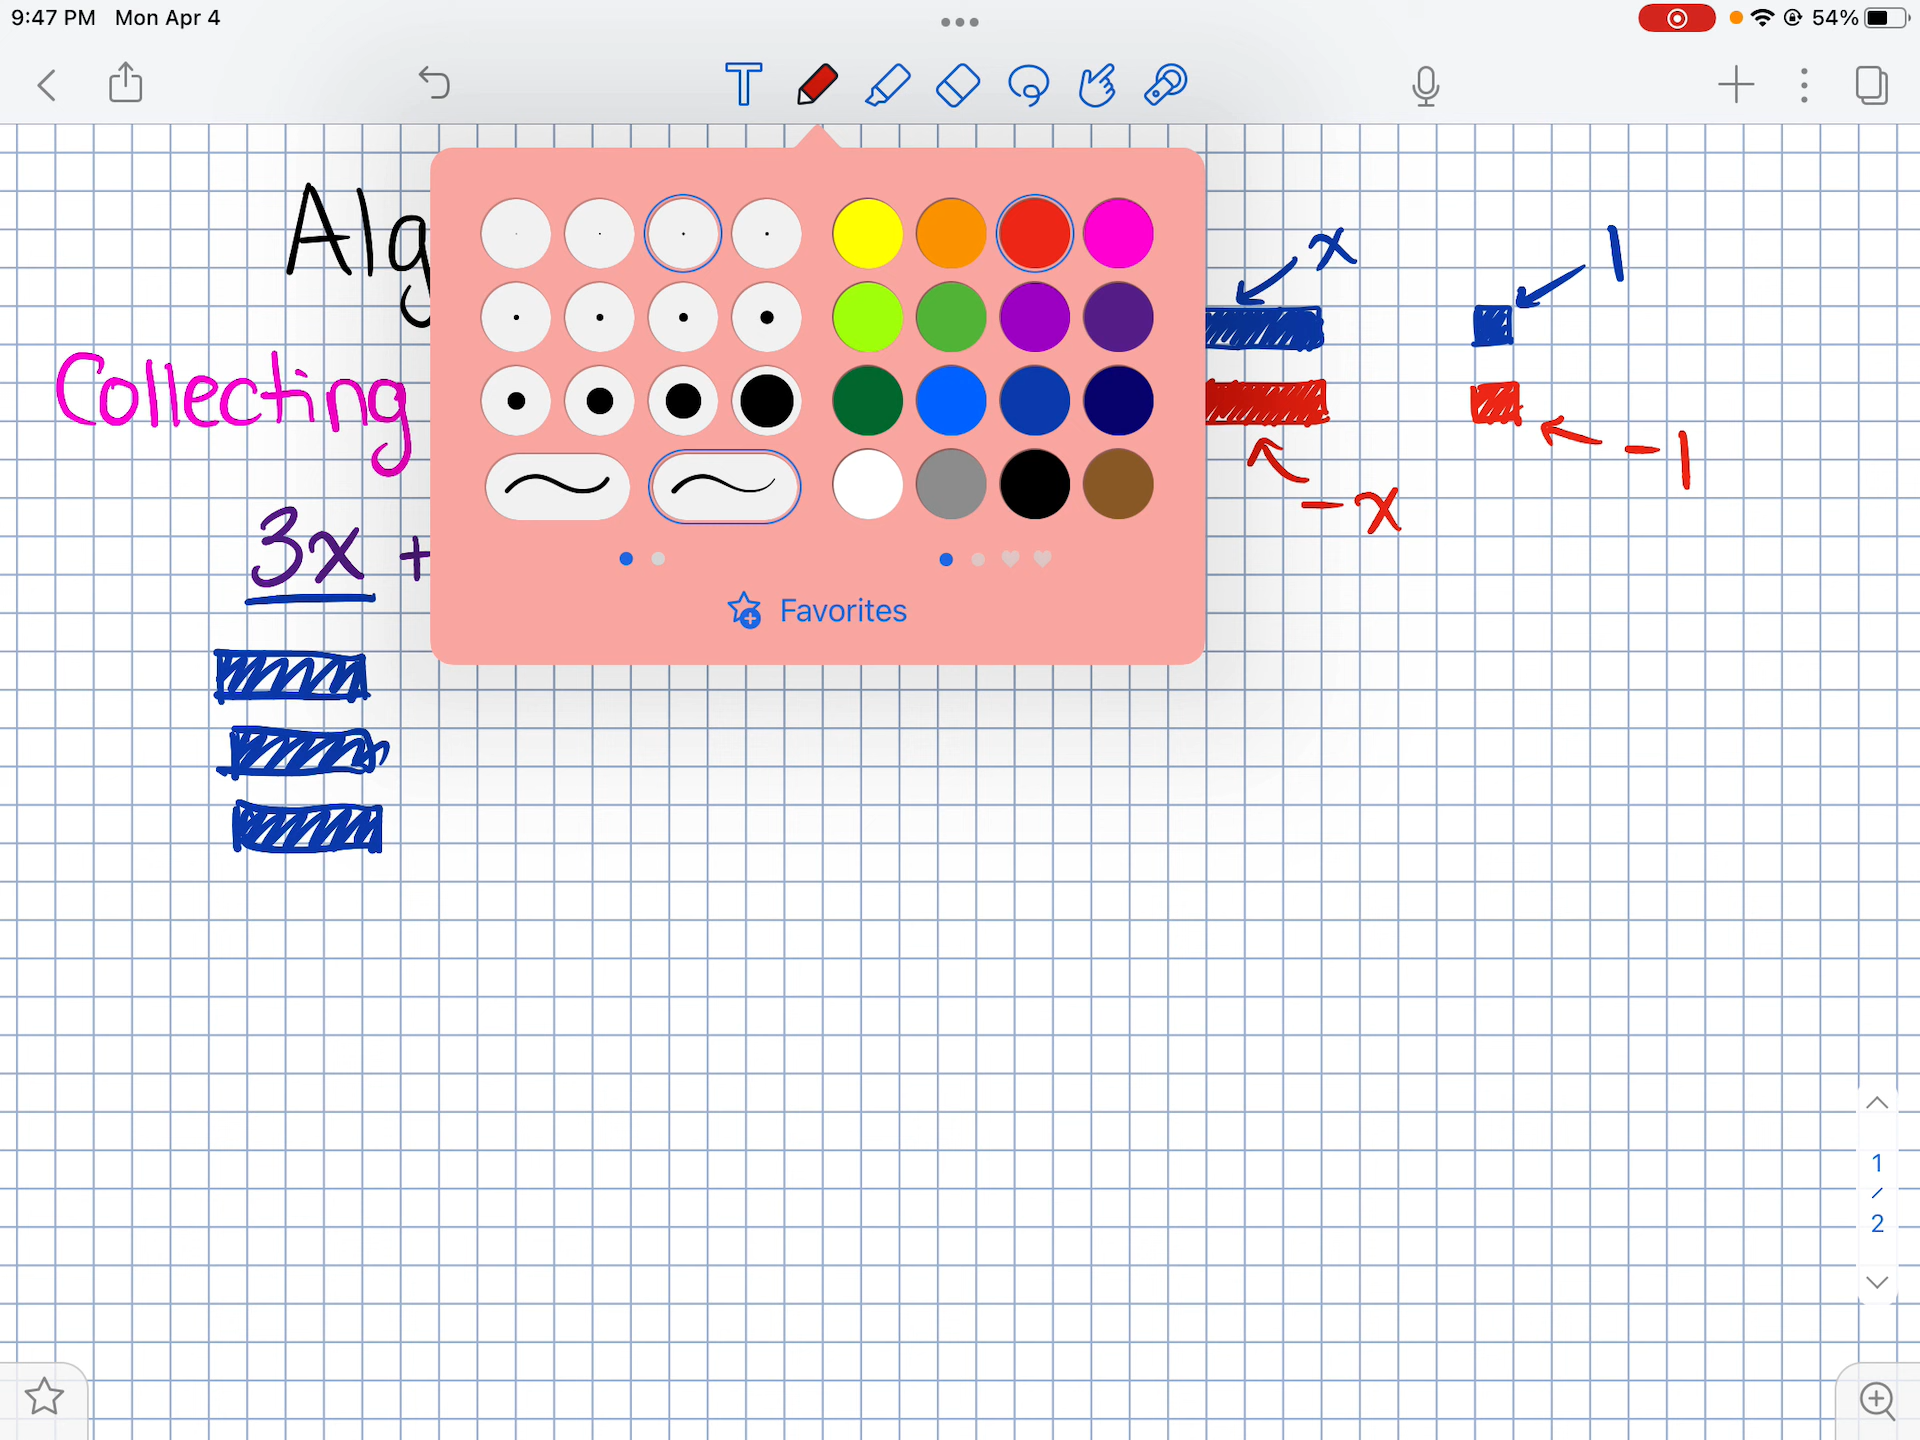 9:47 PM Mon Apr 4
54%
T
Alg
x
1
Collecting
-1
-x
3x +
Favorites
1
/
2